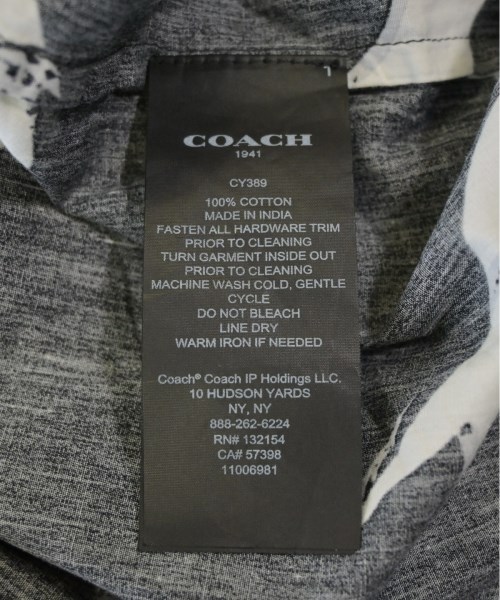 COACH
1941
CY389
100% COTTON
MADE IN INDIA
FASTEN ALL HARDWARE TRIM
PRIOR TO CLEANING
TURN GARMENT INSIDE OUT
PRIOR TO CLEANING
MACHINE WASH COLD, GENTLE
CYCLE
DO NOT BLEACH
LINE DRY
WARM IRON IF NEEDED
Coach® Coach IP Holdings LLC.
10 HUDSON YARDS
NY, NY
888-262-6224
RN# 132154
CA# 57398
11006981